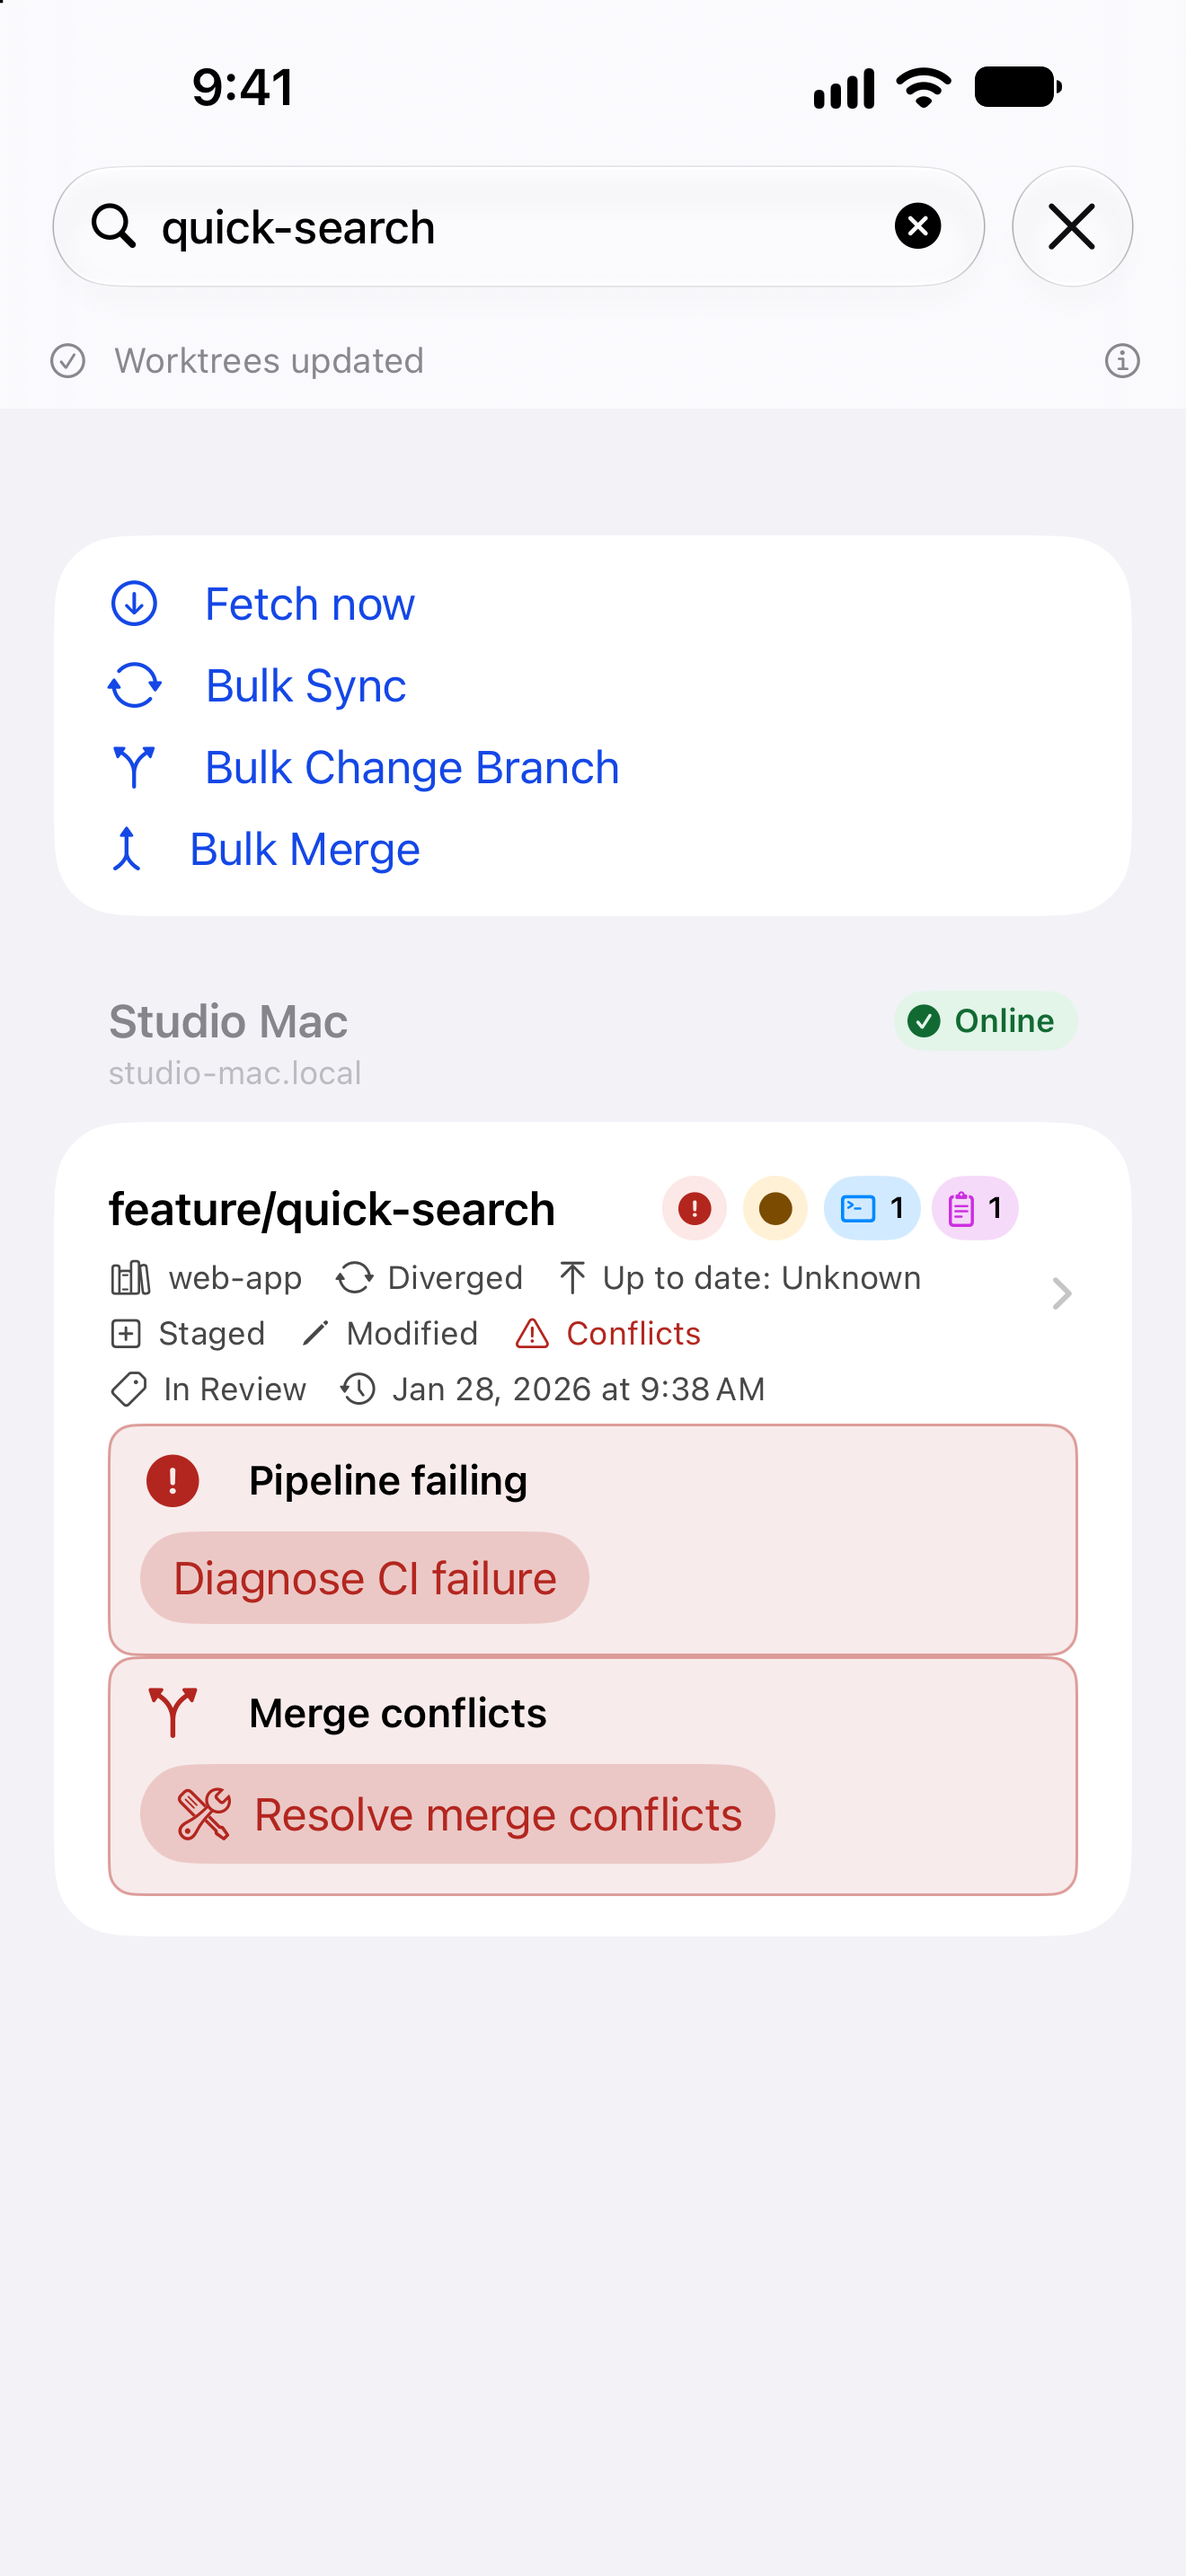 9:41
quick-search
Worktrees updated
Fetch now
Bulk Sync
Bulk Change Branch
Bulk Merge
Studio Mac
Online
studio-mac.local
feature/quick-search 1 1
web-app Diverged Up to date: Unknown
Staged Modified Conflicts
In Review Jan 28, 2026 at 9:38 AM
Pipeline failing
Diagnose CI failure
Merge conflicts
Resolve merge conflicts